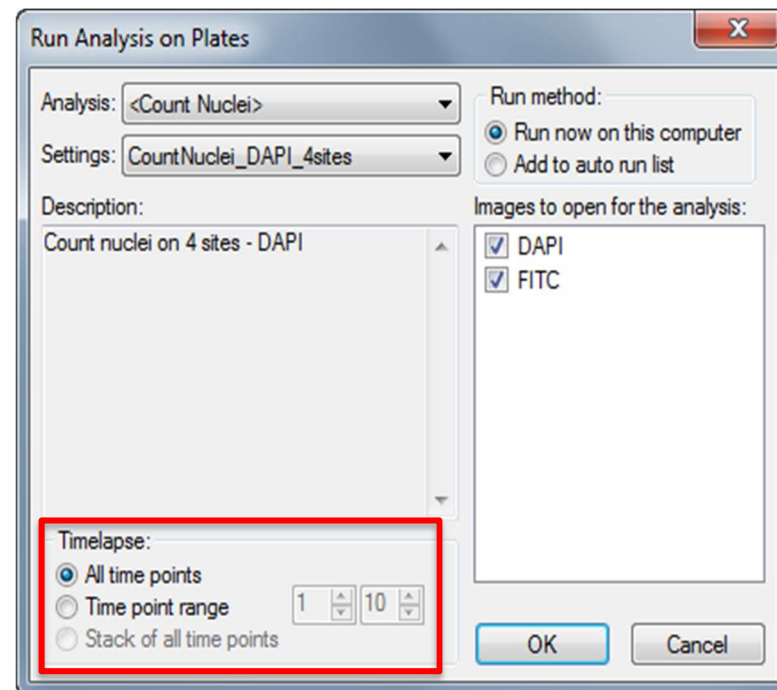 Run Analysis on Plates
Analysis: <Count Nuclei>
Settings: CountNuclei_DAPI_4sites
Description:
Count nuclei on 4 sites - DAPI
Timelapse:
All time points
Time point range 1 10
Stack of all time points
Run method:
Run now on this computer
Add to auto run list
Images to open for the analysis:
DAPI
FITC
OK Cancel